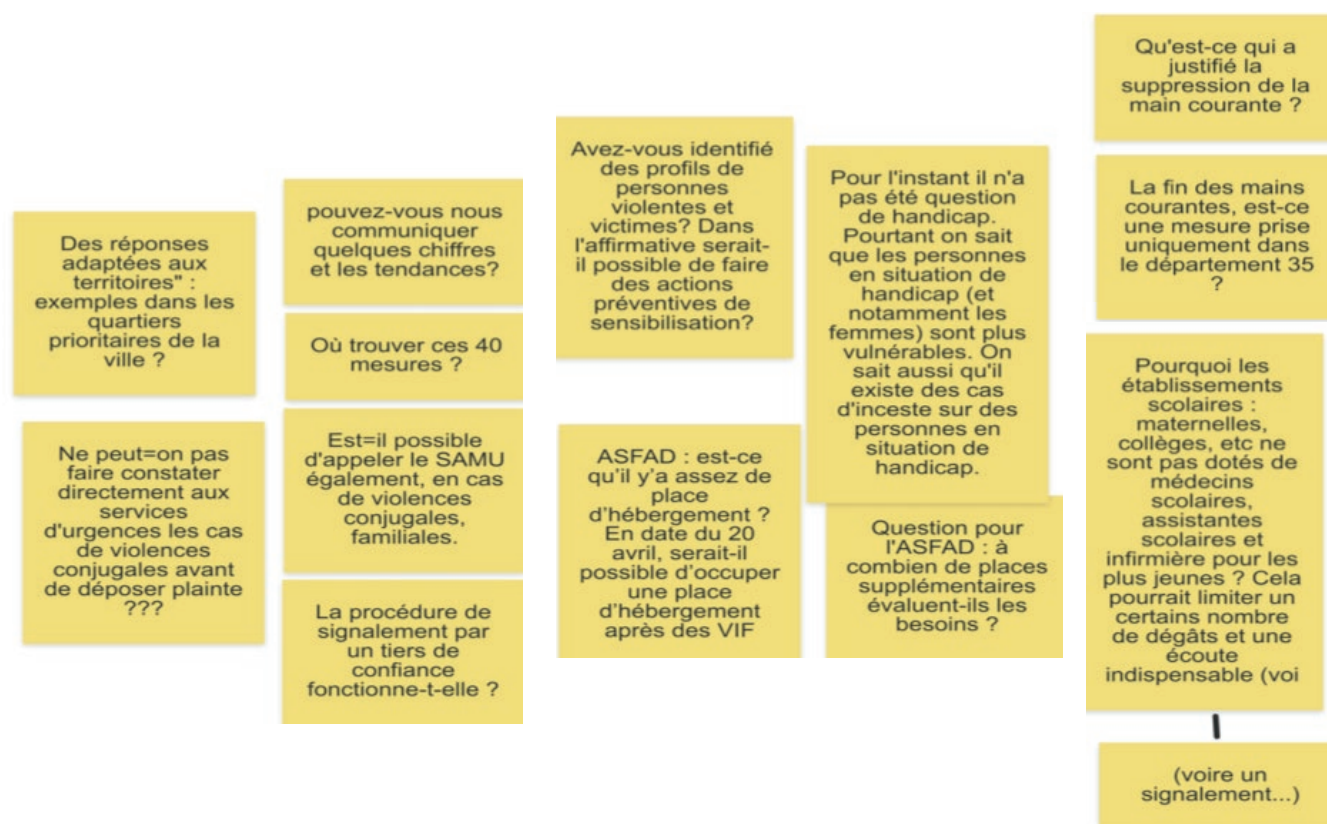 Des réponses
adaptées aux
territoires" :
exemples dans les
quartiers
prioritaires de la
ville ?
Ne peut=on pas
faire constater
directement aux
services
d'urgences les cas
de violences
conjugales avant
de déposer plainte
???
pouvez-vous nous
communiquer
quelques chiffres
et les tendances?
Où trouver ces 40
mesures ?
Est=il possible
d'appeler le SAMU
également, en cas
de violences
conjugales,
familiales.
La procédure de
signalement par
un tiers de
confiance
fonctionne-t-elle ?
Avez-vous identifié
des profils de
personnes
violentes et
victimes? Dans
l'affirmative serait-
il possible de faire
des actions
préventives de
sensibilisation?
ASFAD : est-ce
qu'il y'a assez de
place
d'hébergement ?
En date du 20
avril, serait-il
possible d'occuper
une place
d'hébergement
après des VIF
Pour l'instant il n'a
pas été question
de handicap.
Pourtant on sait
que les personnes
en situation de
handicap (et
notamment les
femmes) sont plus
vulnérables. On
sait aussi qu'il
existe des cas
d'inceste sur des
personnes en
situation de
handicap.
Question pour
l'ASFAD : à
combien de places
supplémentaires
évaluent-ils les
besoins ?
Qu'est-ce qui a
justifié la
suppression de la
main courante ?
La fin des mains
courantes, est-ce
une mesure prise
uniquement dans
le département 35
?
Pourquoi les
établissements
scolaires :
maternelles,
collèges, etc ne
sont pas dotés de
médecins
scolaires,
assistantes
scolaires et
infirmière pour les
plus jeunes ? Cela
pourrait limiter un
certains nombre
de dégâts et une
écoute
indispensable (voi
(voire un
signalement...)